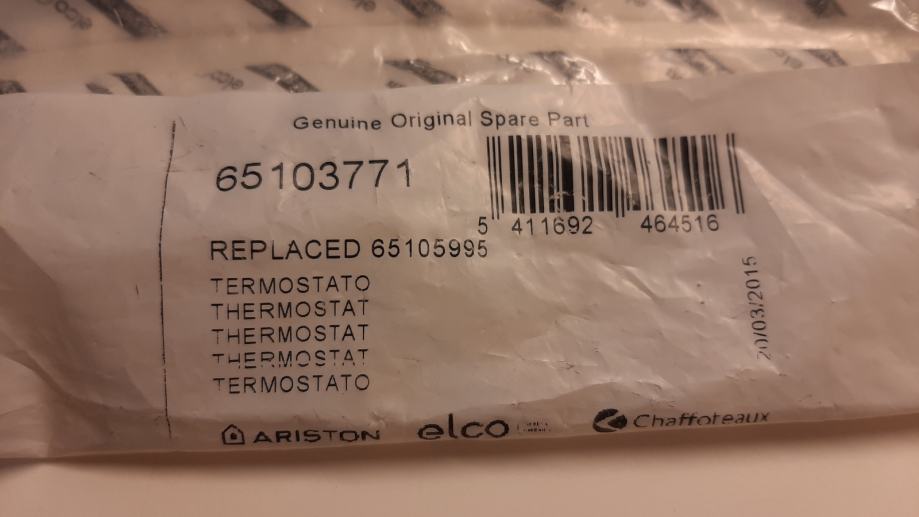 Genuine Original Spare Part
65103771
5 411692 464516
REPLACED 65105995
TERMOSTATO
THERMOSTAT
THERMOSTAT
THERMOSTAT
TERMOSTATO
20/03/2015
ARISTON elco Chaffoteaux